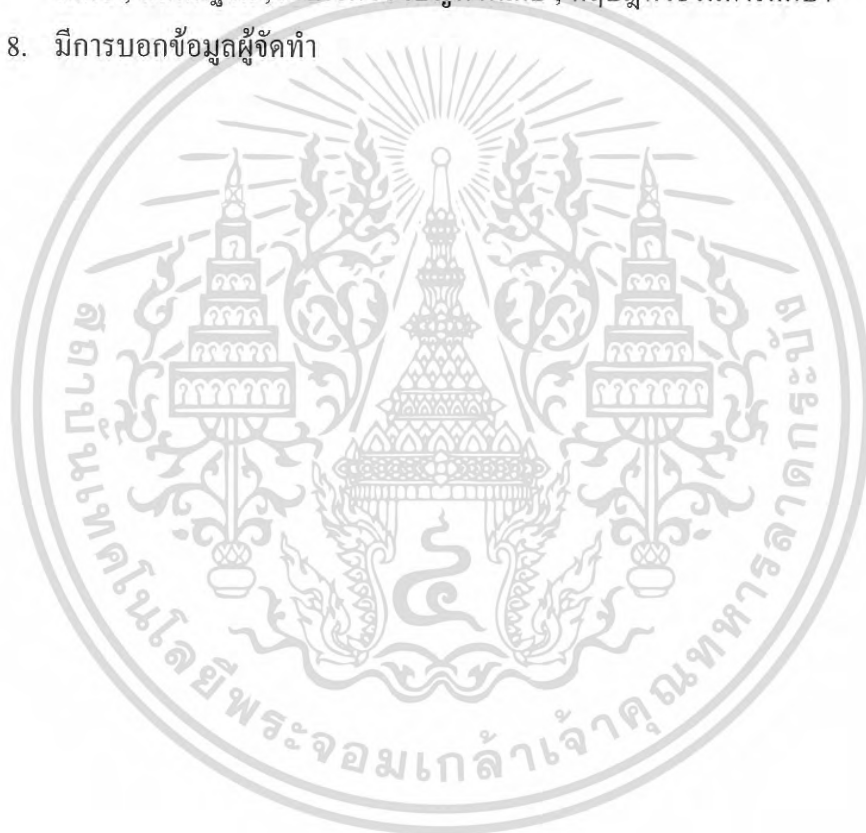 8. มีการบอกข้อมูลผู้จัดทำ
สถาบันเทคโนโลยีพระจอมเกล้าเจ้าคุณทหารลาดกระบัง
๔